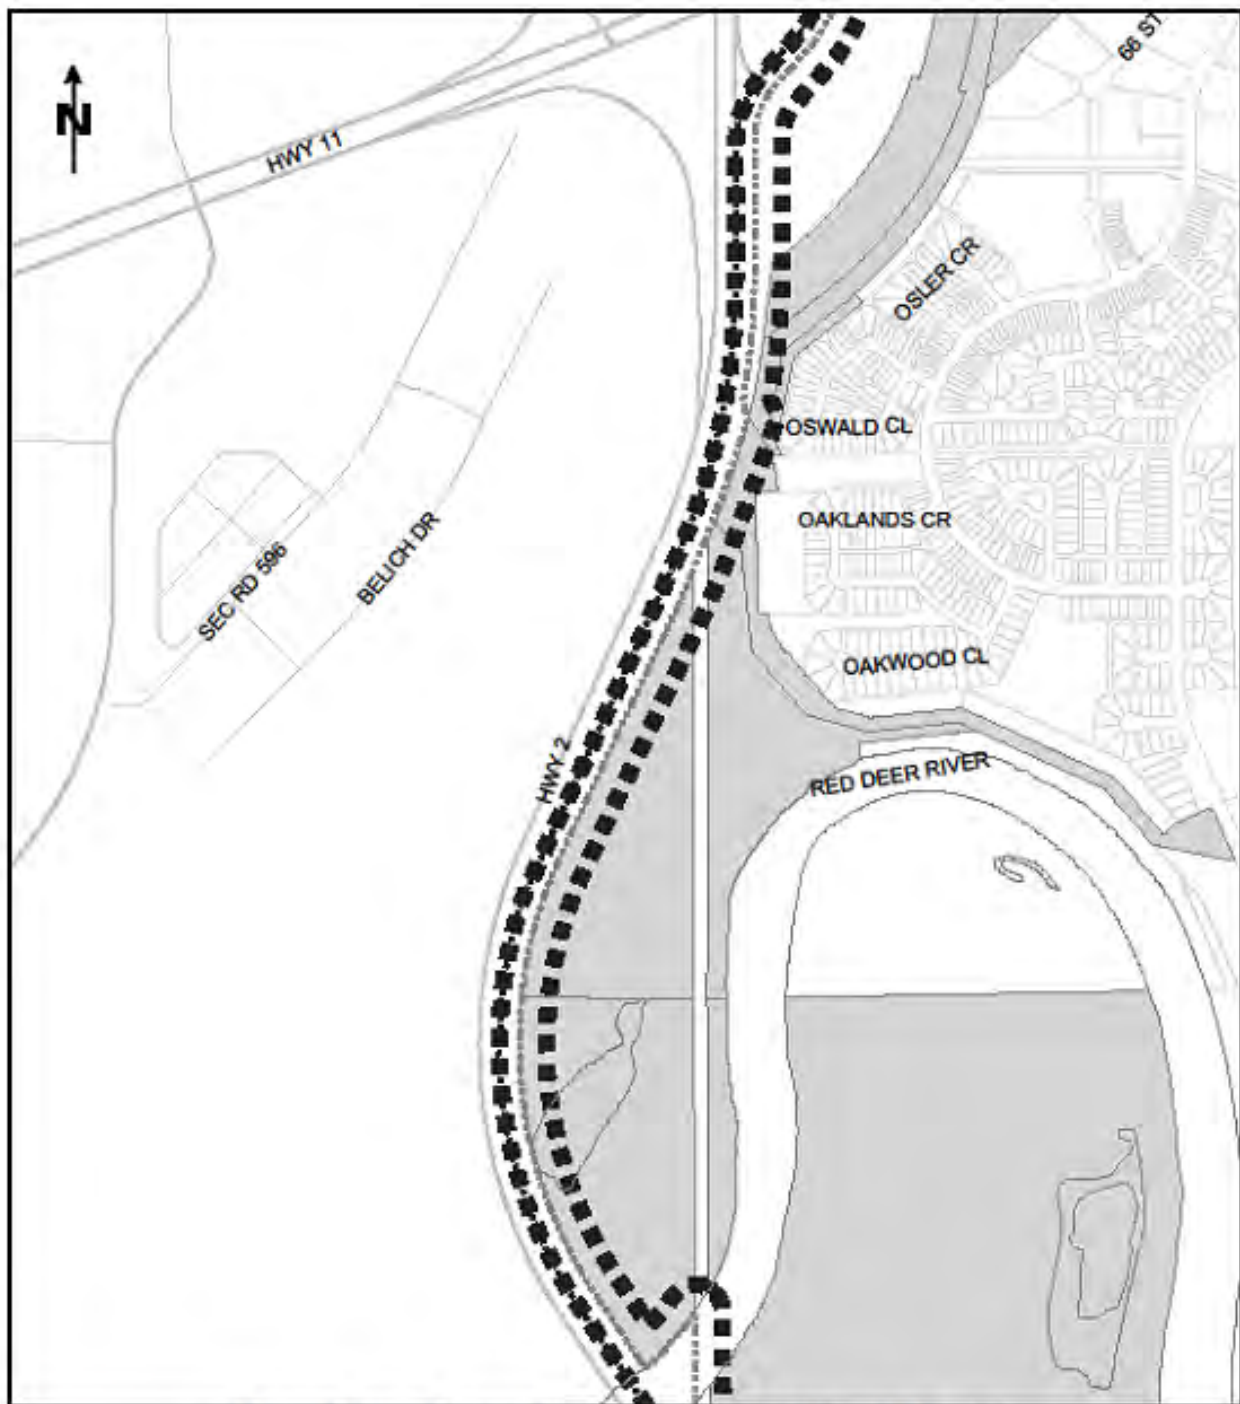 66 ST
N
HWY 11
OSLER CR
OSWALD CL
OAKLANDS CR
SEC RD 596
BELICH DR
OAKWOOD CL
HWY 2
RED DEER RIVER